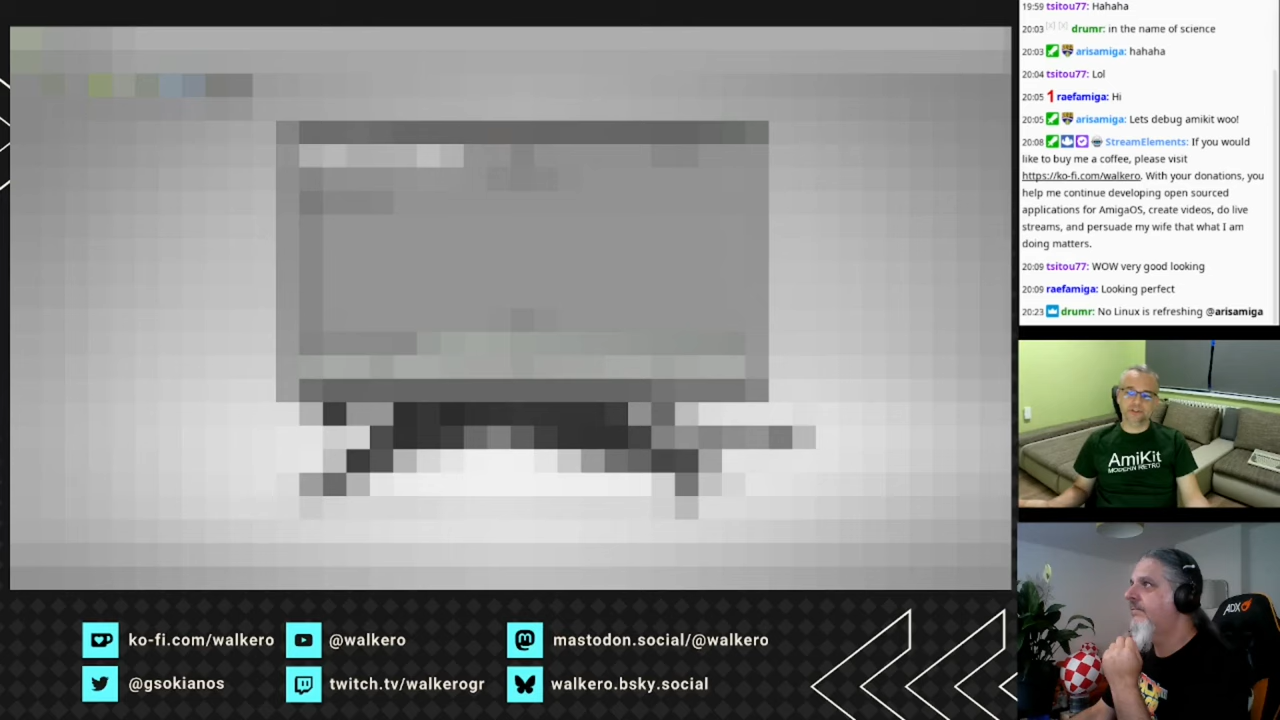 19:59 tsitou77: Hahaha
20:03 drumr: in the name of science
20:03 arisamiga: hahaha
20:04 tsitou77: Lol
20:05 raefamiga: Hi
20:05 arisamiga: Lets debug amikit woo!
20:08 StreamElements: If you would
like to buy me a coffee, please visit
https://ko-fi.com/walkero. With your donations, you
help me continue developing open sourced
applications for AmigaOS, create videos, do live
streams, and persuade my wife that what I am
doing matters.
20:09 tsitou77: WOW very good looking
20:09 raefamiga: Looking perfect
20:23 drumr: No Linux is refreshing @arisamiga
AmiKit
MODERN RETRO
ADX
ko-fi.com/walkero
@walkero
mastodon.social/@walkero
@gsokianos
twitch.tv/walkerogr
walkero.bsky.social